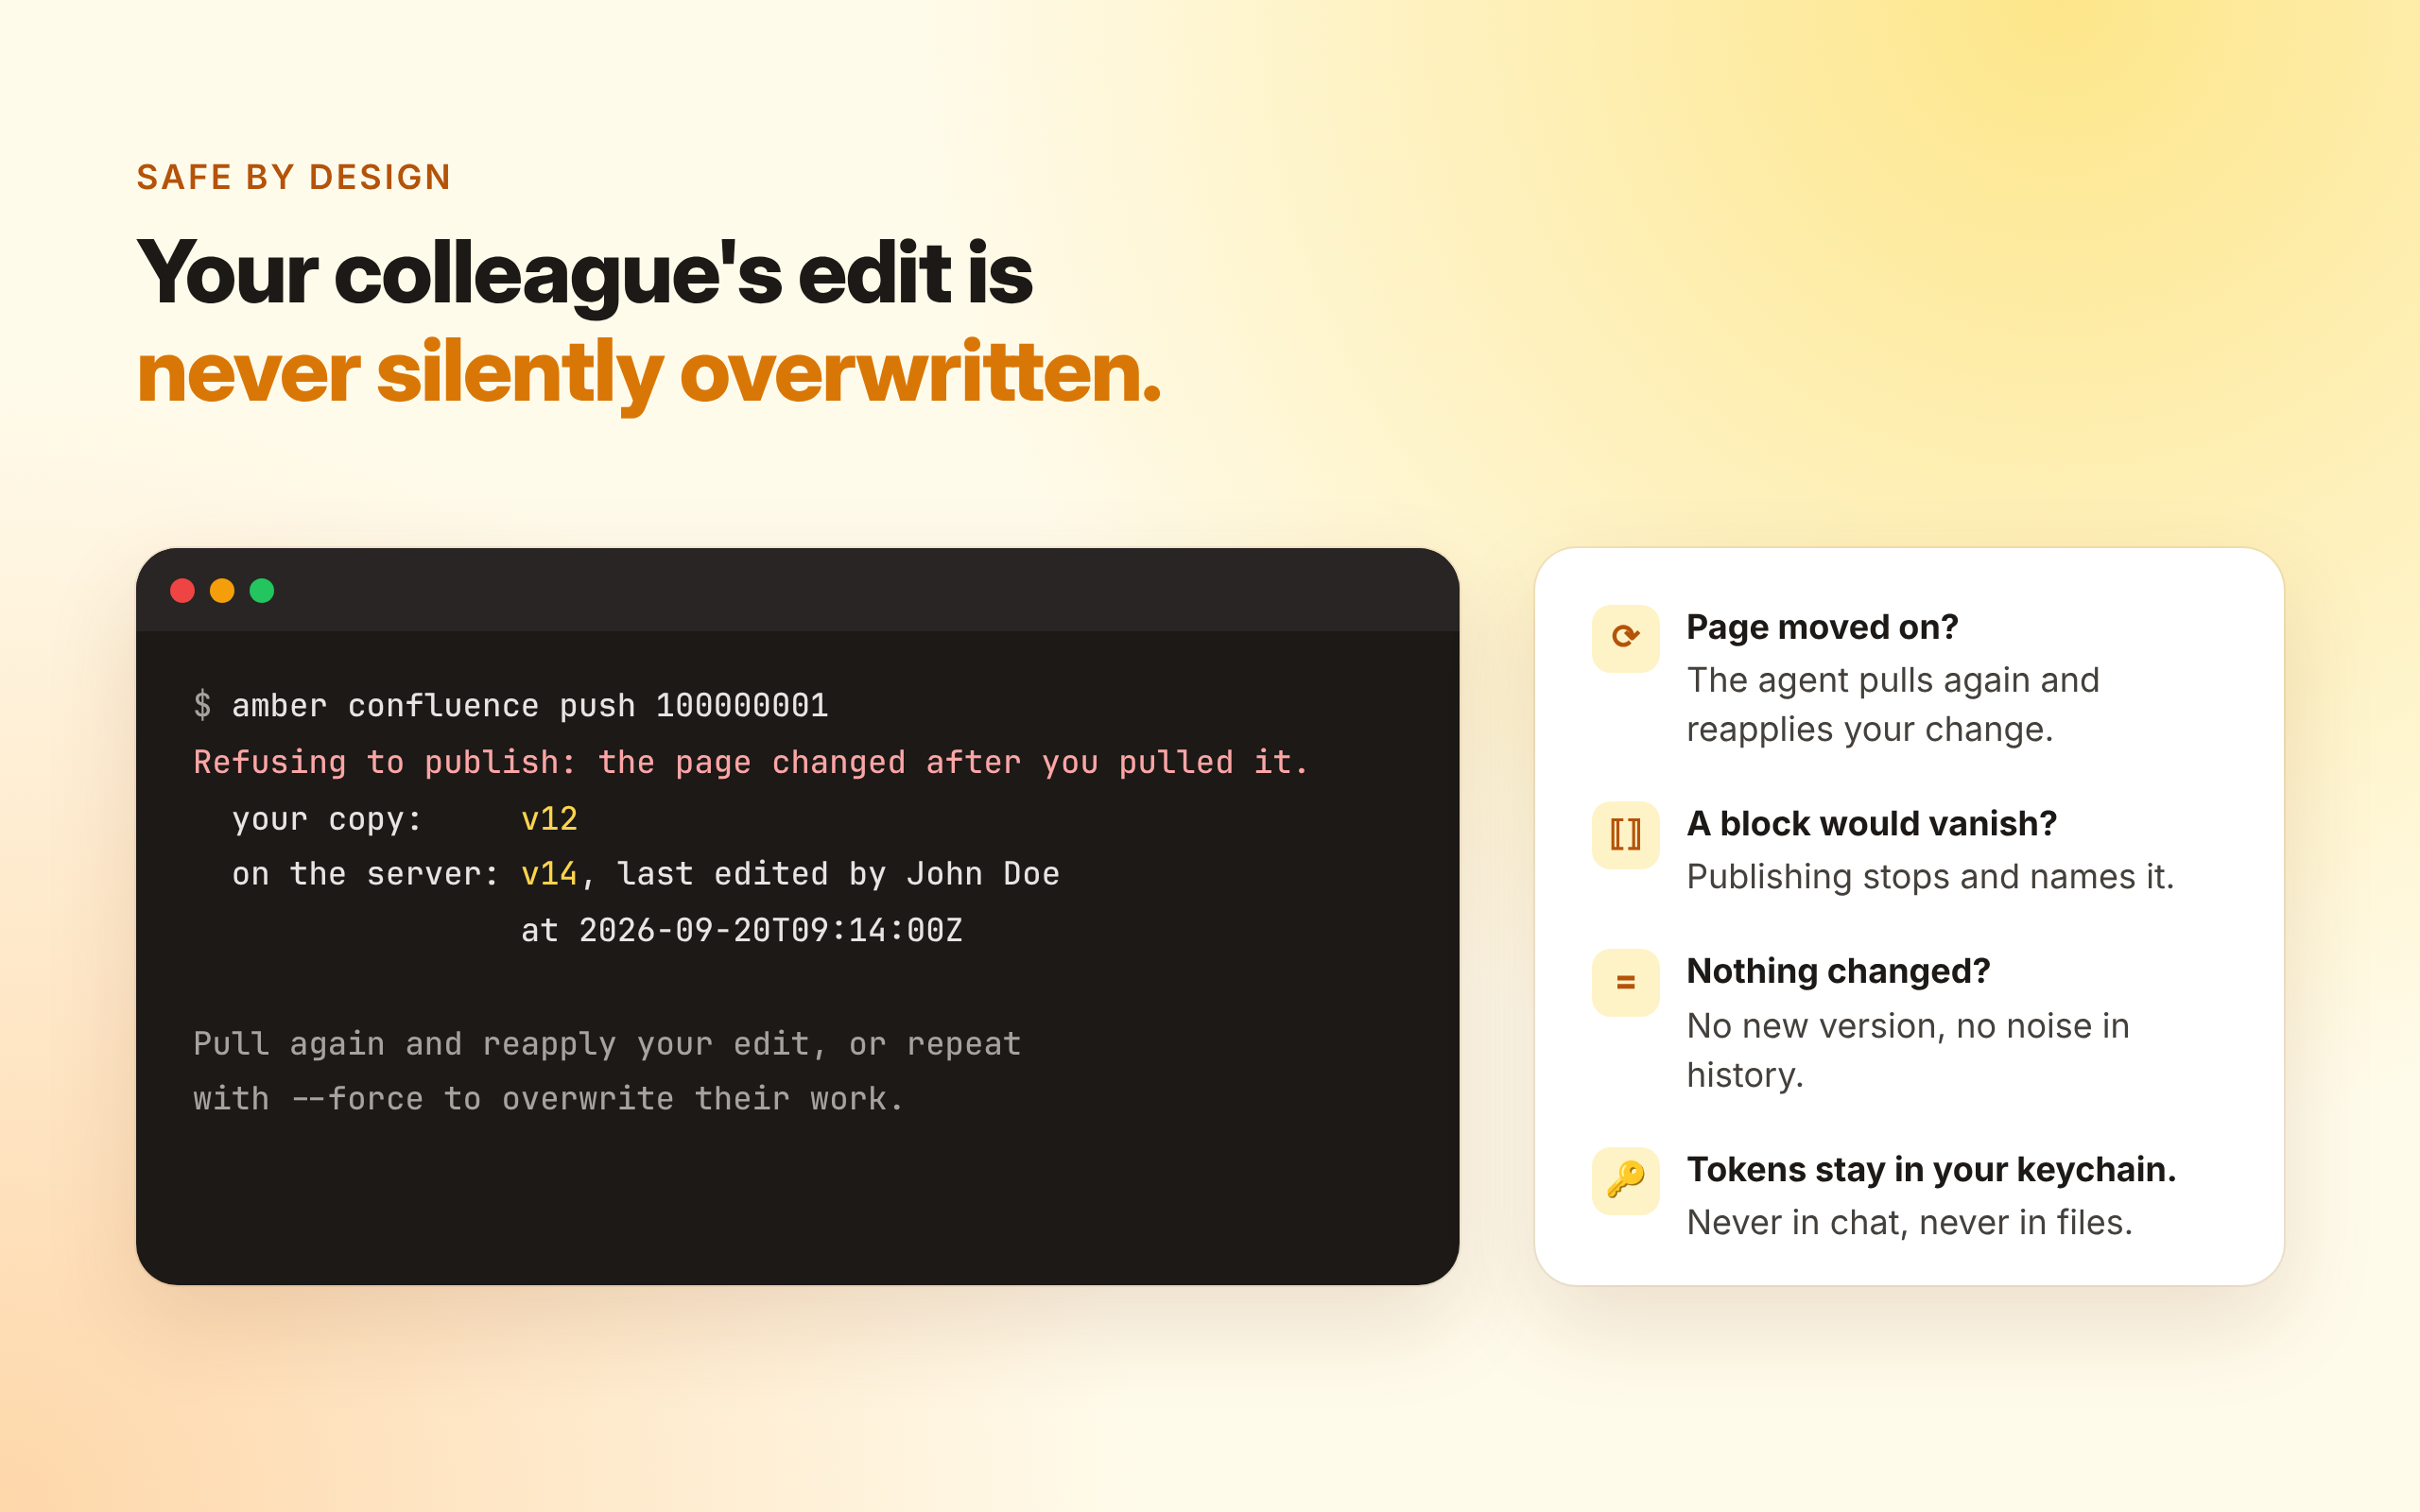 SAFE BY DESIGN
Your colleague's edit is
never silently overwritten.
$ amber confluence push 100000001
Refusing to publish: the page changed after you pulled it.
your copy: v12
on the server: v14, last edited by John Doe
at 2026-09-20T09:14:00Z
Pull again and reapply your edit, or repeat
with --force to overwrite their work.
⟳
Page moved on?
The agent pulls again and
reapplies your change.
⟦⟧
A block would vanish?
Publishing stops and names it.
=
Nothing changed?
No new version, no noise in
history.
🔑
Tokens stay in your keychain.
Never in chat, never in files.